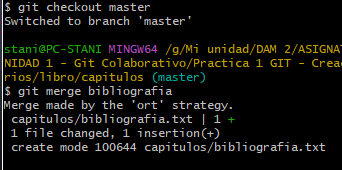 $ git checkout master
Switched to branch 'master'
stani@PC-STANI MINGW64 /g/Mi unidad/DAM 2/ASIGNAT
NIDAD 1 - Git Colaborativo/Practica 1 GIT - Creac
rios/libro/capitulos (master)
$ git merge bibliografia
Merge made by the 'ort' strategy.
capitulos/bibliografia.txt | 1 +
1 file changed, 1 insertion(+)
create mode 100644 capitulos/bibliografia.txt